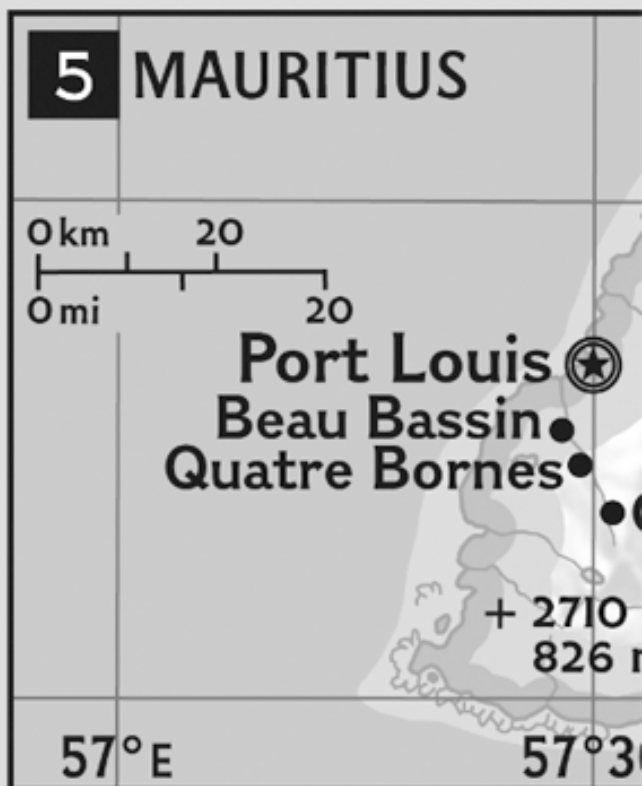 5 MAURITIUS
0 km 20
0 mi 20
Port Louis
Beau Bassin
Quatre Bornes
+ 2710
826
57°E